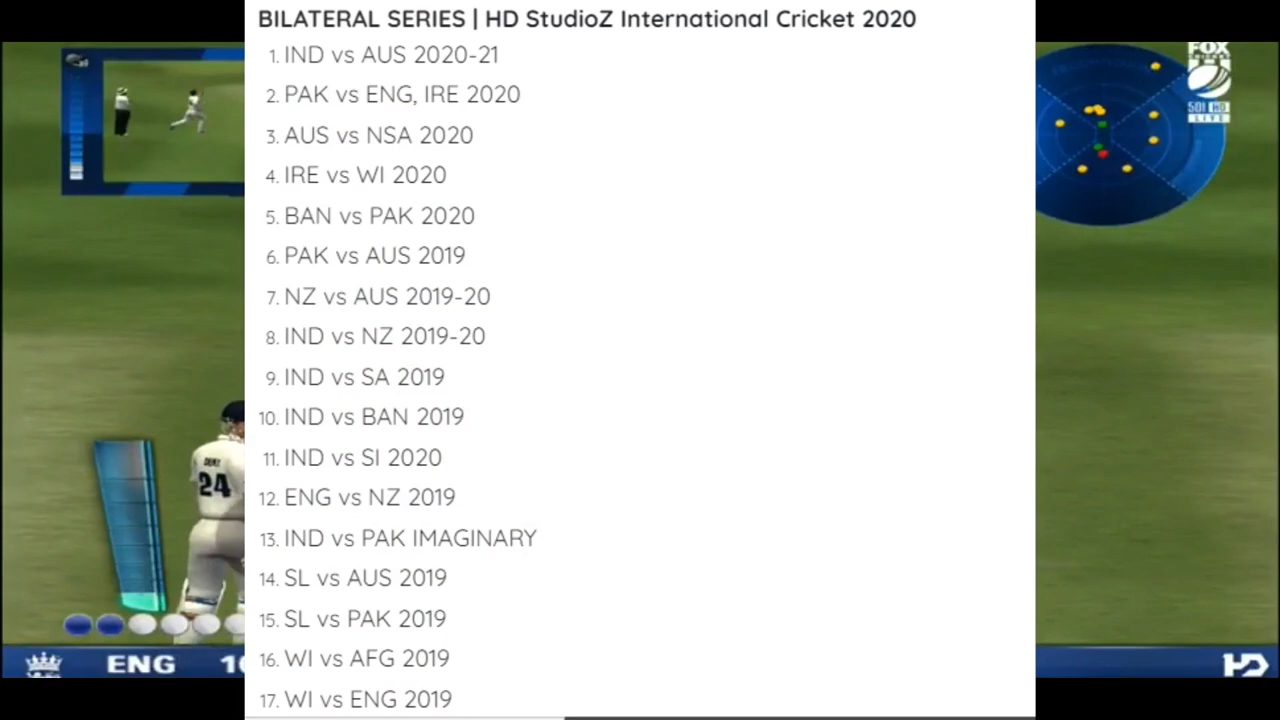 BILATERAL SERIES | HD StudioZ International Cricket 2020
1. IND vs AUS 2020-21
2. PAK vs ENG, IRE 2020
3. AUS vs NSA 2020
4. IRE vs WI 2020
5. BAN vs PAK 2020
6. PAK vs AUS 2019
7. NZ vs AUS 2019-20
8. IND vs NZ 2019-20
9. IND vs SA 2019
10. IND vs BAN 2019
11. IND vs SI 2020
12. ENG vs NZ 2019
13. IND vs PAK IMAGINARY
14. SL vs AUS 2019
15. SL vs PAK 2019
16. WI vs AFG 2019
17. WI vs ENG 2019
FOX
CRICKET
501 HD
LIVE
24
ENG
HD